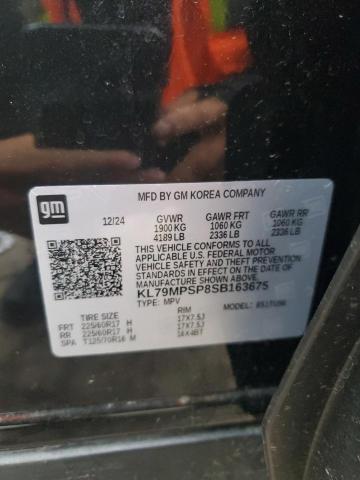 gm
MFD BY GM KOREA COMPANY
12/24 GVWR GAWR FRT GAWR RR
1900 KG 1060 KG 1060 KG
4189 LB 2336 LB 2336 LB
THIS VEHICLE CONFORMS TO ALL
APPLICABLE U.S. FEDERAL MOTOR
VEHICLE SAFETY AND THEFT
PREVENTION STANDARDS IN
EFFECT ON THE DATE OF
MANUFACTURE SHOWN ABOVE.
KL79MPSP8SB163675
TYPE: MPV MODEL:
TIRE SIZE RIM
FRT 225/60R17 H 17X7.5J
RR 225/60R17 H 17X7.5J
SPA T125/70R16 M 16X4BT